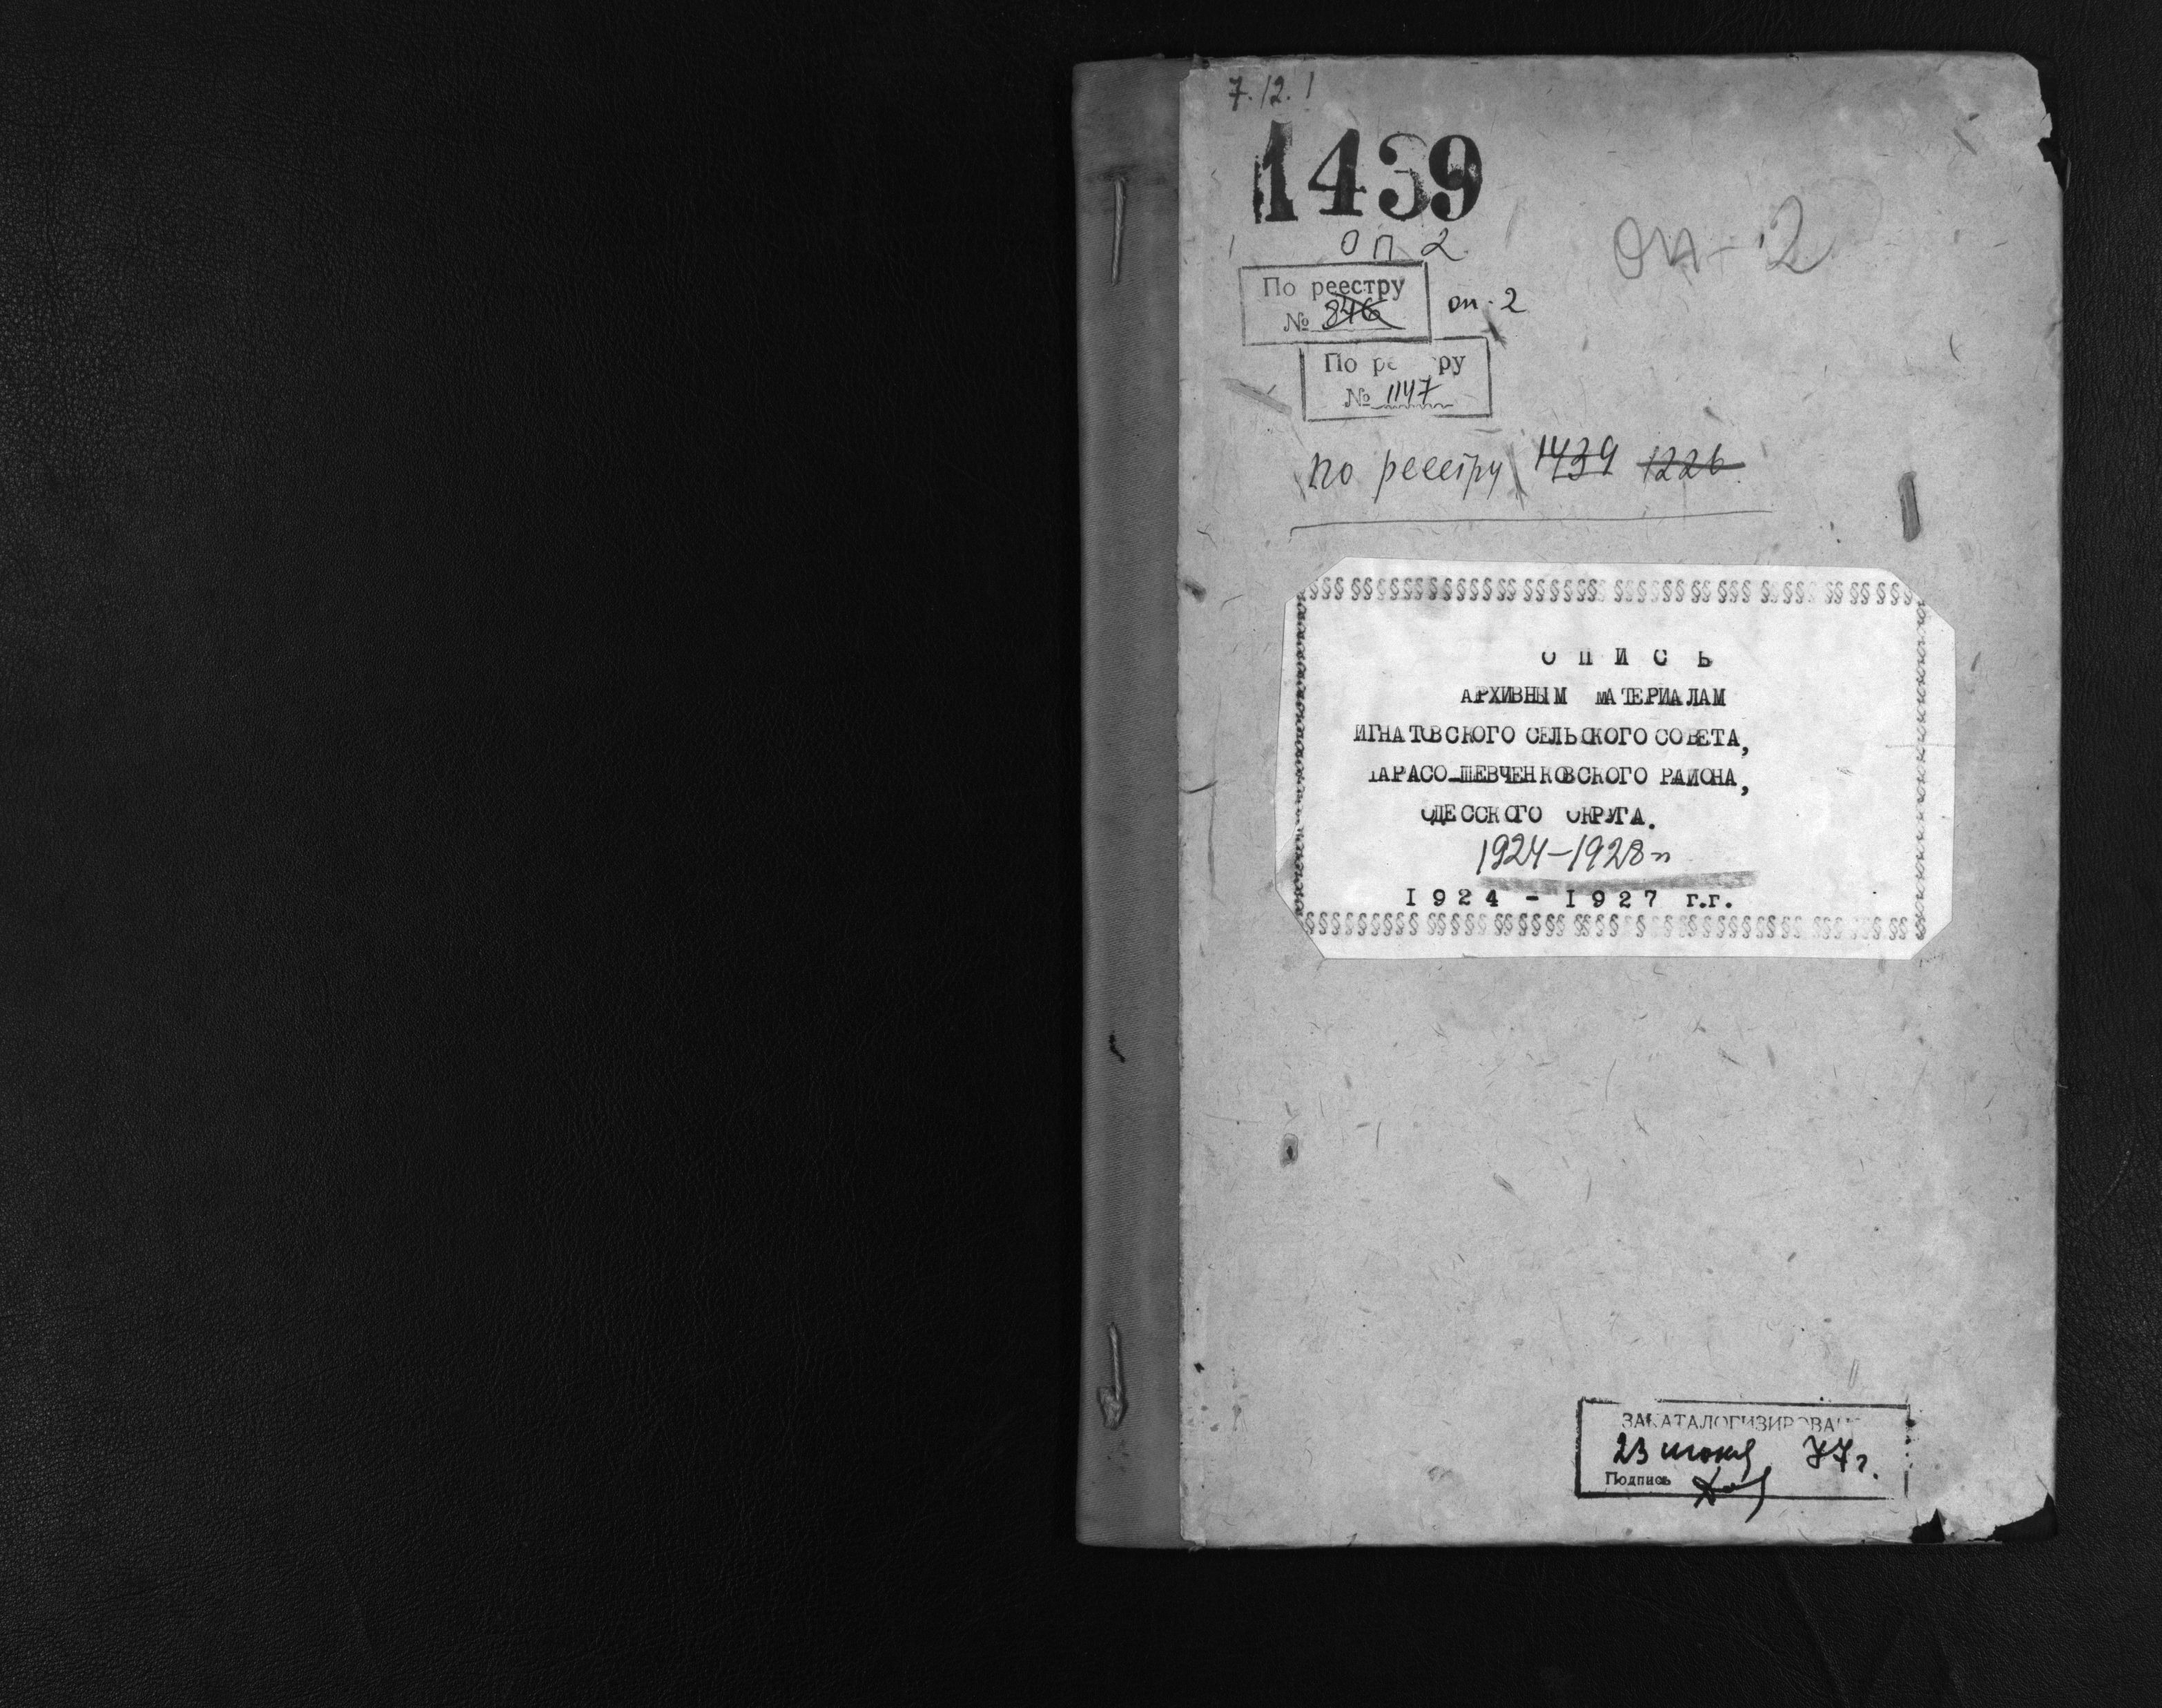 7.12.1
1439
оп 2
оп-2
По реестру
№ 846
оп-2
По реестру
№ 1147
по реестру 1439 1226
ОПИСЬ
АРХИВНЫМ МАТЕРИАЛАМ
ИГНАТОВСКОГО СЕЛЬСКОГО СОВЕТА,
ТАРАСО-ШЕВЧЕНКОВСКОГО РАЙОНА,
ОДЕССКОГО ОКРУГА.
1924-1928 гг
1924 - 1927 г.г.
ЗАКАТАЛОГИЗИРОВАНО
23 июня 77 г.
Подпись